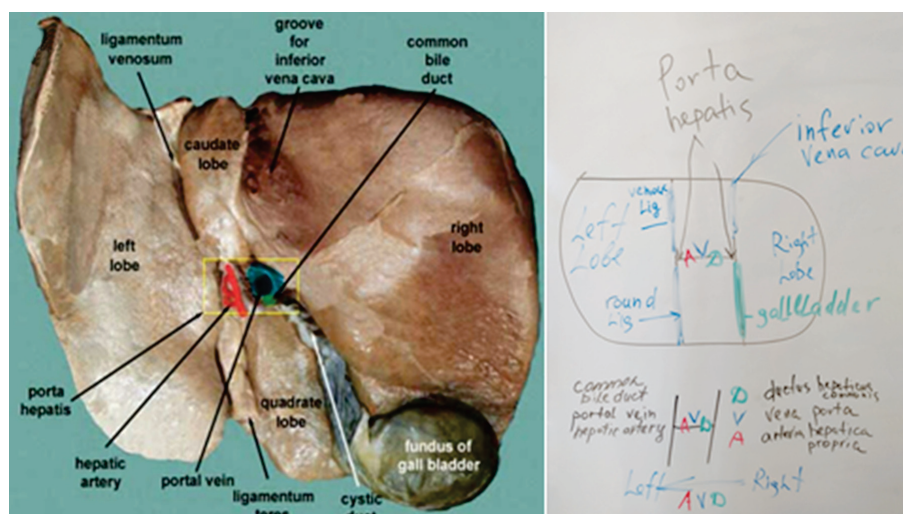 ligamentum
venosum
groove
for
inferior
vena cava
common
bile
duct
caudate
lobe
left
lobe
right
lobe
porta
hepatis
hepatic
artery
portal vein
quadrate
lobe
ligamentum
cystic
fundus of
gall bladder
Porta
hepatis
inferior
vena cav
venous
Lig
Left
Lobe
A V D
Right
Lobe
round
Lig
gallbladder
common
bile duct
portal vein
hepatic artery
A V D
D ductus hepaticus
communis
V vena porta
A arteria hepatica
propria
Left Right
A V D